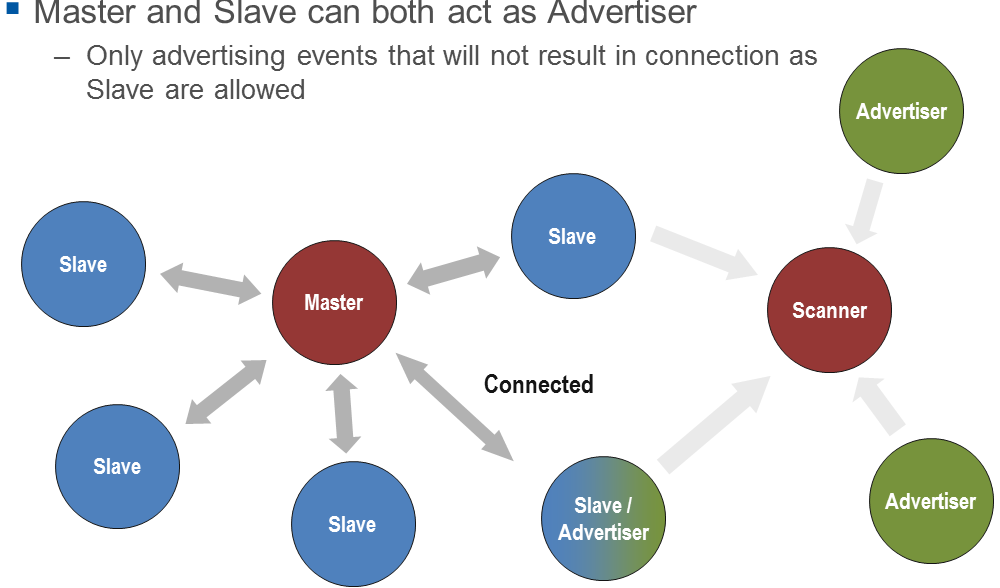 Master and Slave can both act as Advertiser
– Only advertising events that will not result in connection as
Slave are allowed
Advertiser
Slave
Slave
Master
Scanner
Connected
Slave
Slave
Slave /
Advertiser
Advertiser